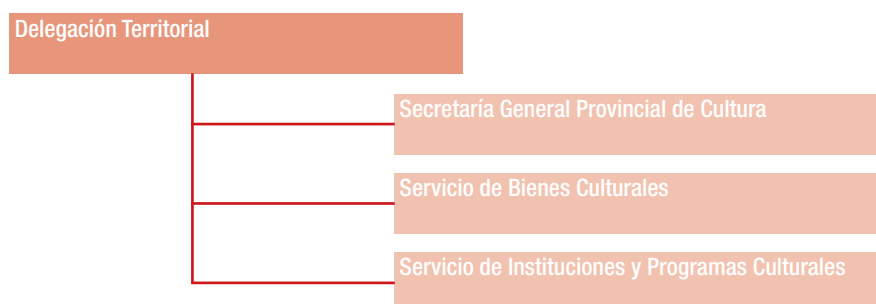 Delegación Territorial
Secretaría General Provincial de Cultura
Servicio de Bienes Culturales
Servicio de Instituciones y Programas Culturales